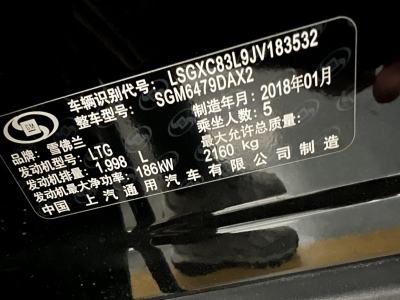 车辆识别代号: LSGXC83L9JV183532
整车型号: SGM6479DAX2
品牌: 雪佛兰 制造年月: 2018年01月
发动机型号: LTG 乘坐人数: 5
发动机排量: 1.998 L 最大允许总质量:
发动机最大净功率: 186kW 2160 kg
中国 上汽通用汽车有限公司制造